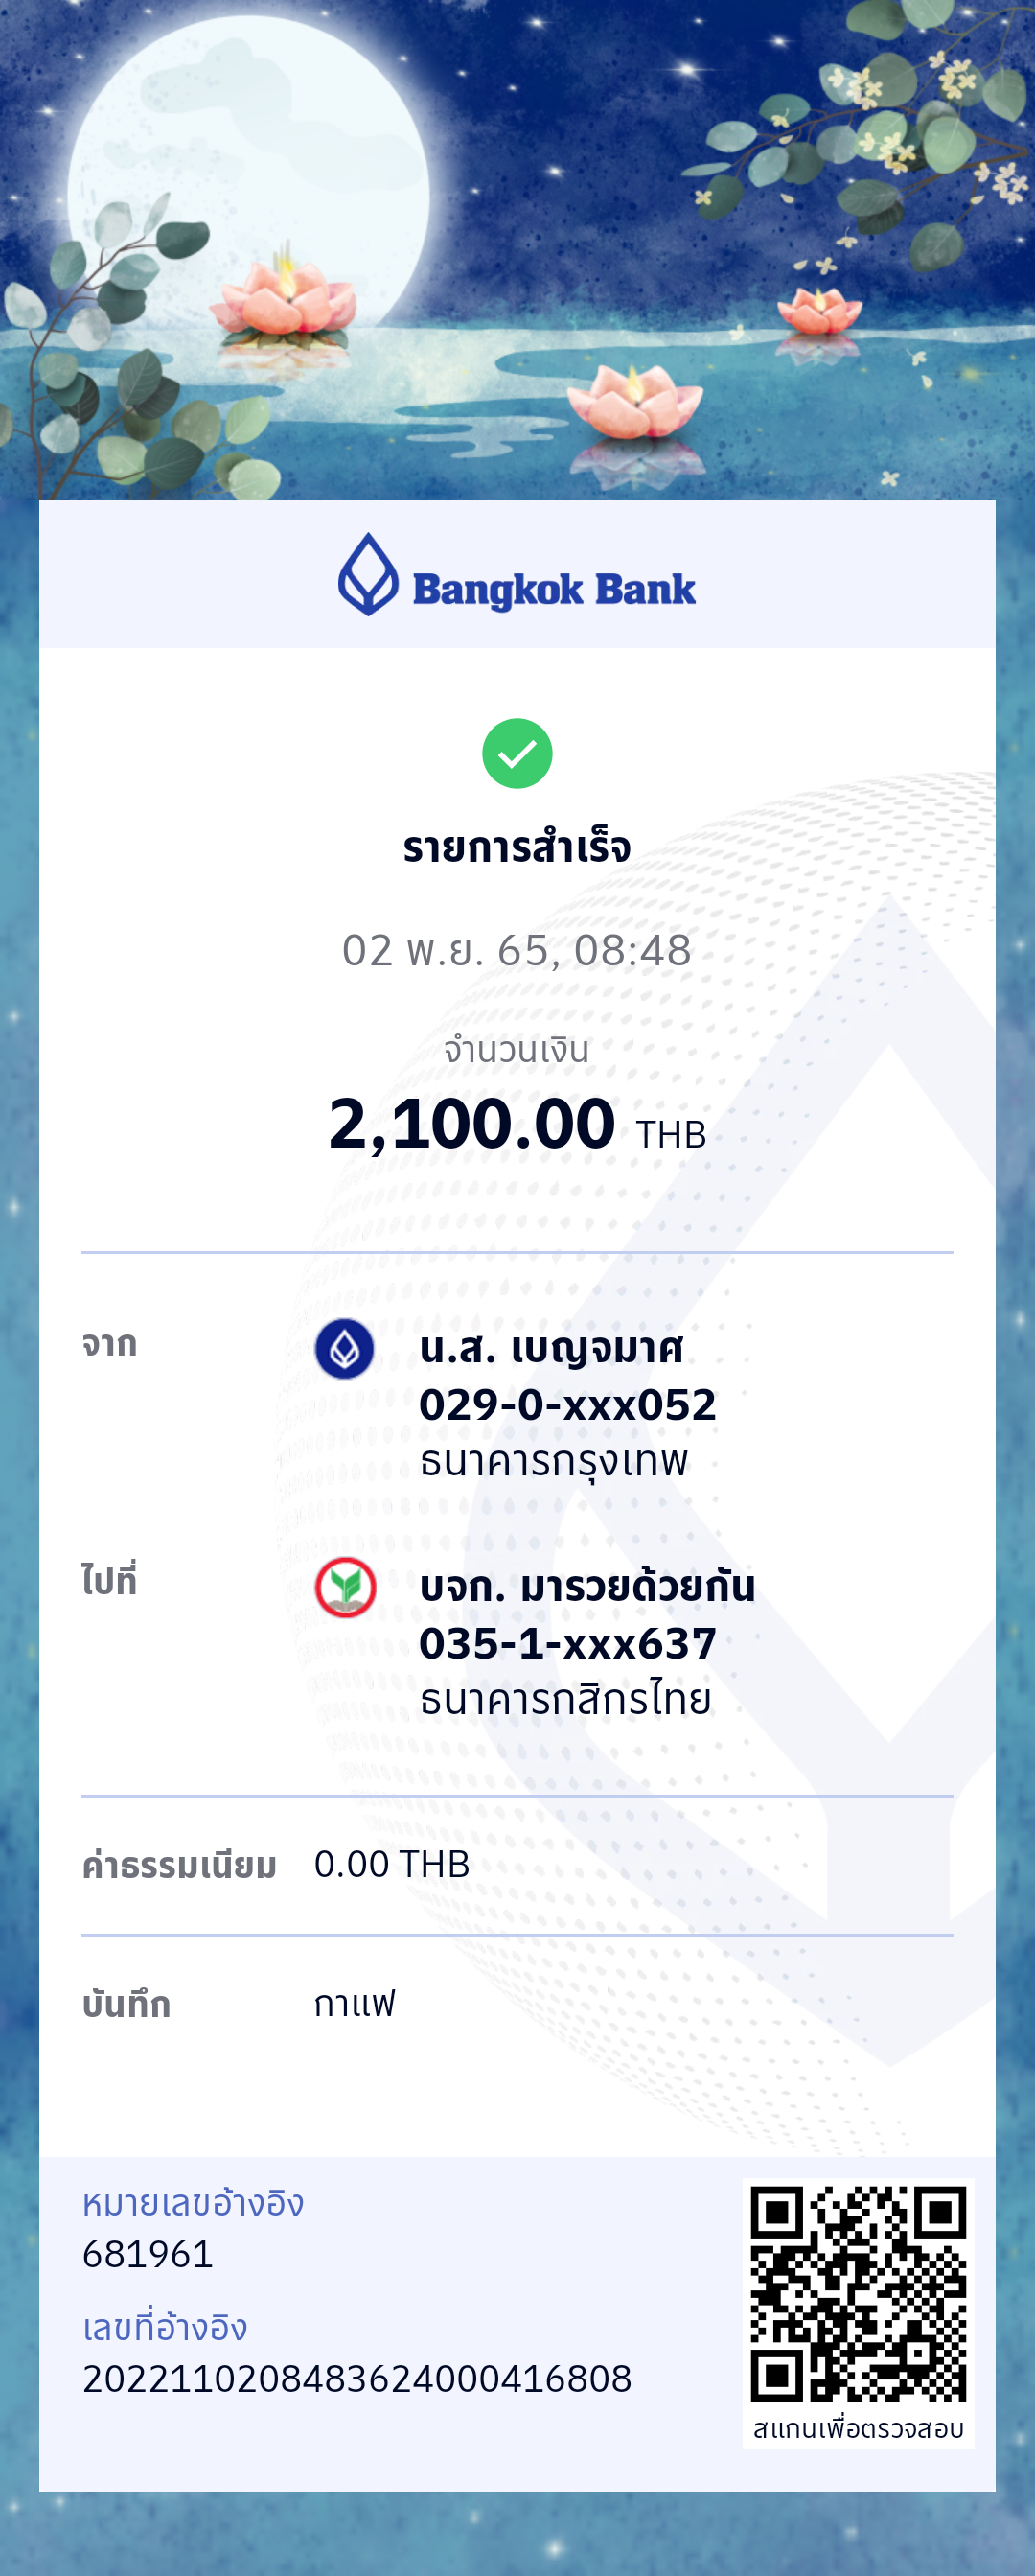 Bangkok Bank
รายการสำเร็จ
02 พ.ย. 65, 08:48
จำนวนเงิน
2,100.00 THB
จาก
น.ส. เบญจมาศ
029-0-xxx052
ธนาคารกรุงเทพ
ไปที่
บจก. มารวยด้วยกัน
035-1-xxx637
ธนาคารกสิกรไทย
ค่าธรรมเนียม 0.00 THB
บันทึก กาแฟ
หมายเลขอ้างอิง
681961
เลขที่อ้างอิง
2022110208483624000416808
สแกนเพื่อตรวจสอบ